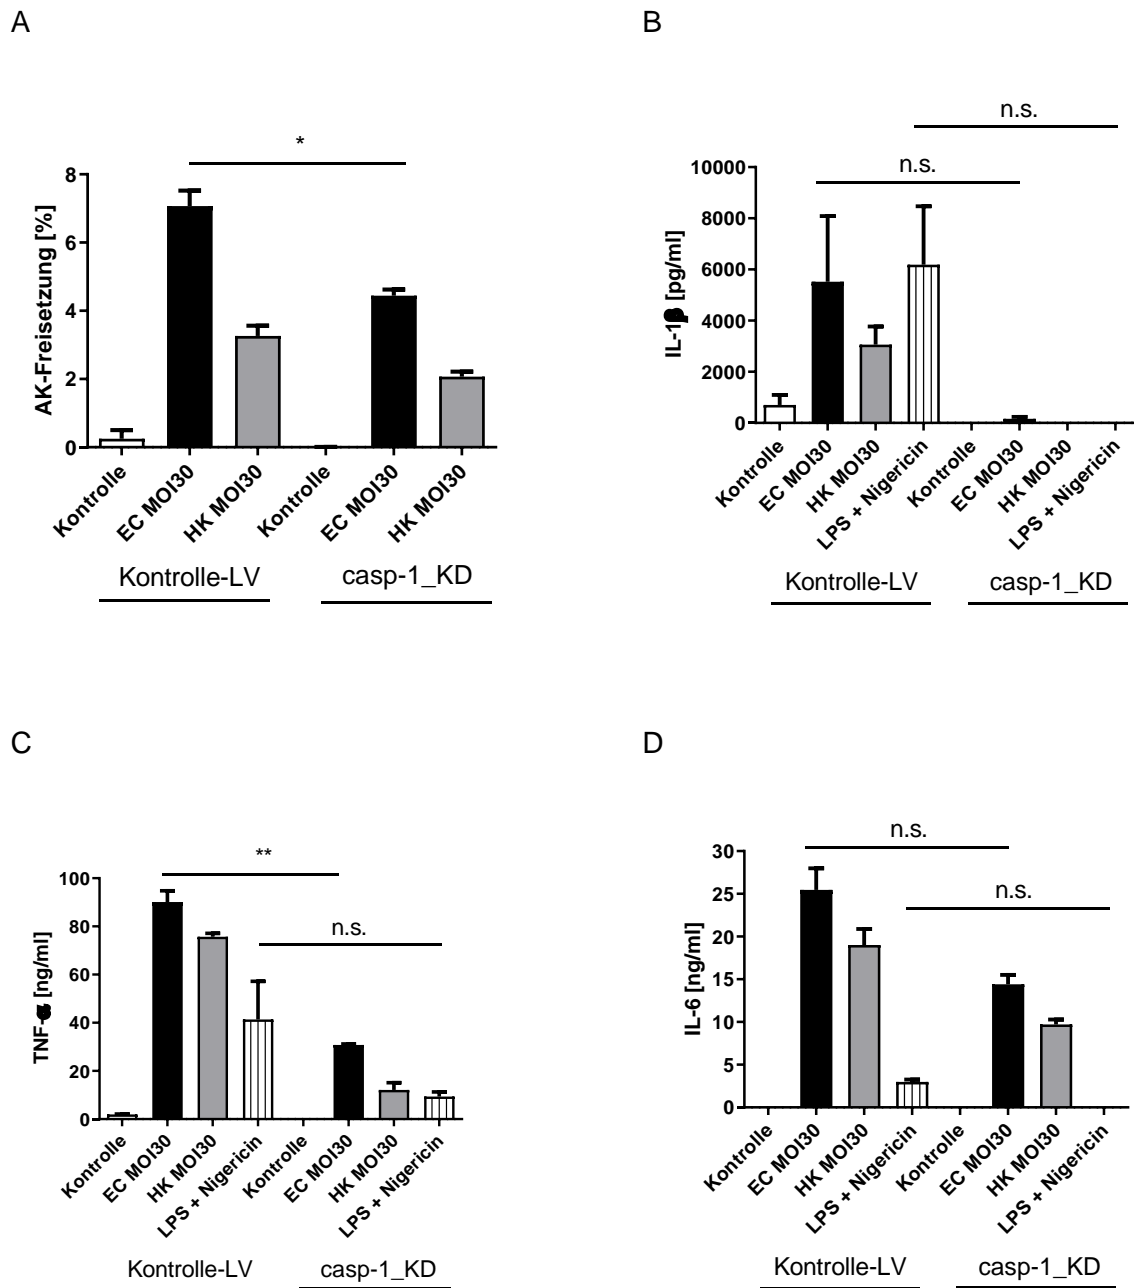 A
B
*
AK-Freisetzung [%]
8
6
4
2
0
Kontrolle
EC MOI30
HK MOI30
Kontrolle
EC MOI30
HK MOI30
Kontrolle-LV
casp-1_KD
n.s.
n.s.
IL-1β [pg/ml]
10000
8000
6000
4000
2000
0
Kontrolle
EC MOI30
HK MOI30
LPS + Nigericin
Kontrolle
EC MOI30
HK MOI30
LPS + Nigericin
Kontrolle-LV
casp-1_KD
C
D
**
n.s.
TNF-α [ng/ml]
100
80
60
40
20
0
Kontrolle
EC MOI30
HK MOI30
LPS + Nigericin
Kontrolle
EC MOI30
HK MOI30
LPS + Nigericin
Kontrolle-LV
casp-1_KD
n.s.
n.s.
IL-6 [ng/ml]
30
25
20
15
10
5
0
Kontrolle
EC MOI30
HK MOI30
LPS + Nigericin
Kontrolle
EC MOI30
HK MOI30
LPS + Nigericin
Kontrolle-LV
casp-1_KD